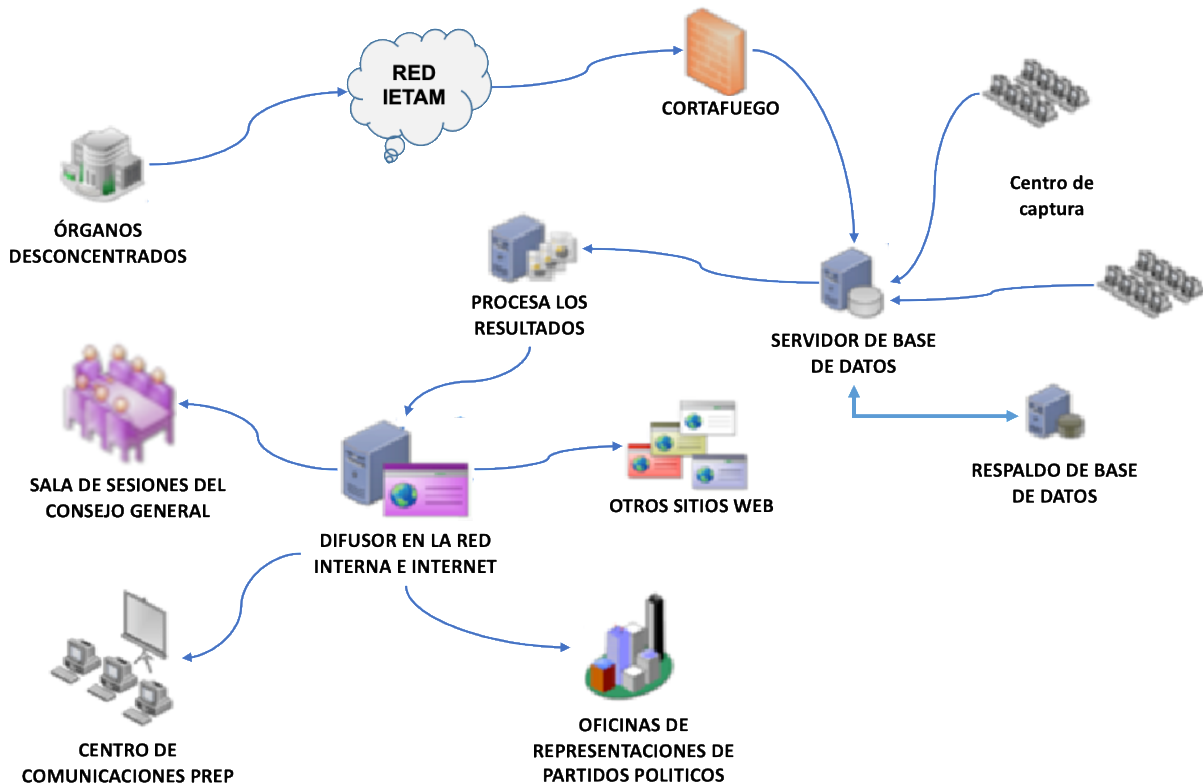 RED
IETAM
CORTAFUEGO
Centro de
captura
ÓRGANOS
DESCONCENTRADOS
PROCESA LOS
RESULTADOS
SERVIDOR DE BASE
DE DATOS
RESPALDO DE BASE
DE DATOS
SALA DE SESIONES DEL
CONSEJO GENERAL
OTROS SITIOS WEB
DIFUSOR EN LA RED
INTERNA E INTERNET
CENTRO DE
COMUNICACIONES PREP
OFICINAS DE
REPRESENTACIONES DE
PARTIDOS POLITICOS